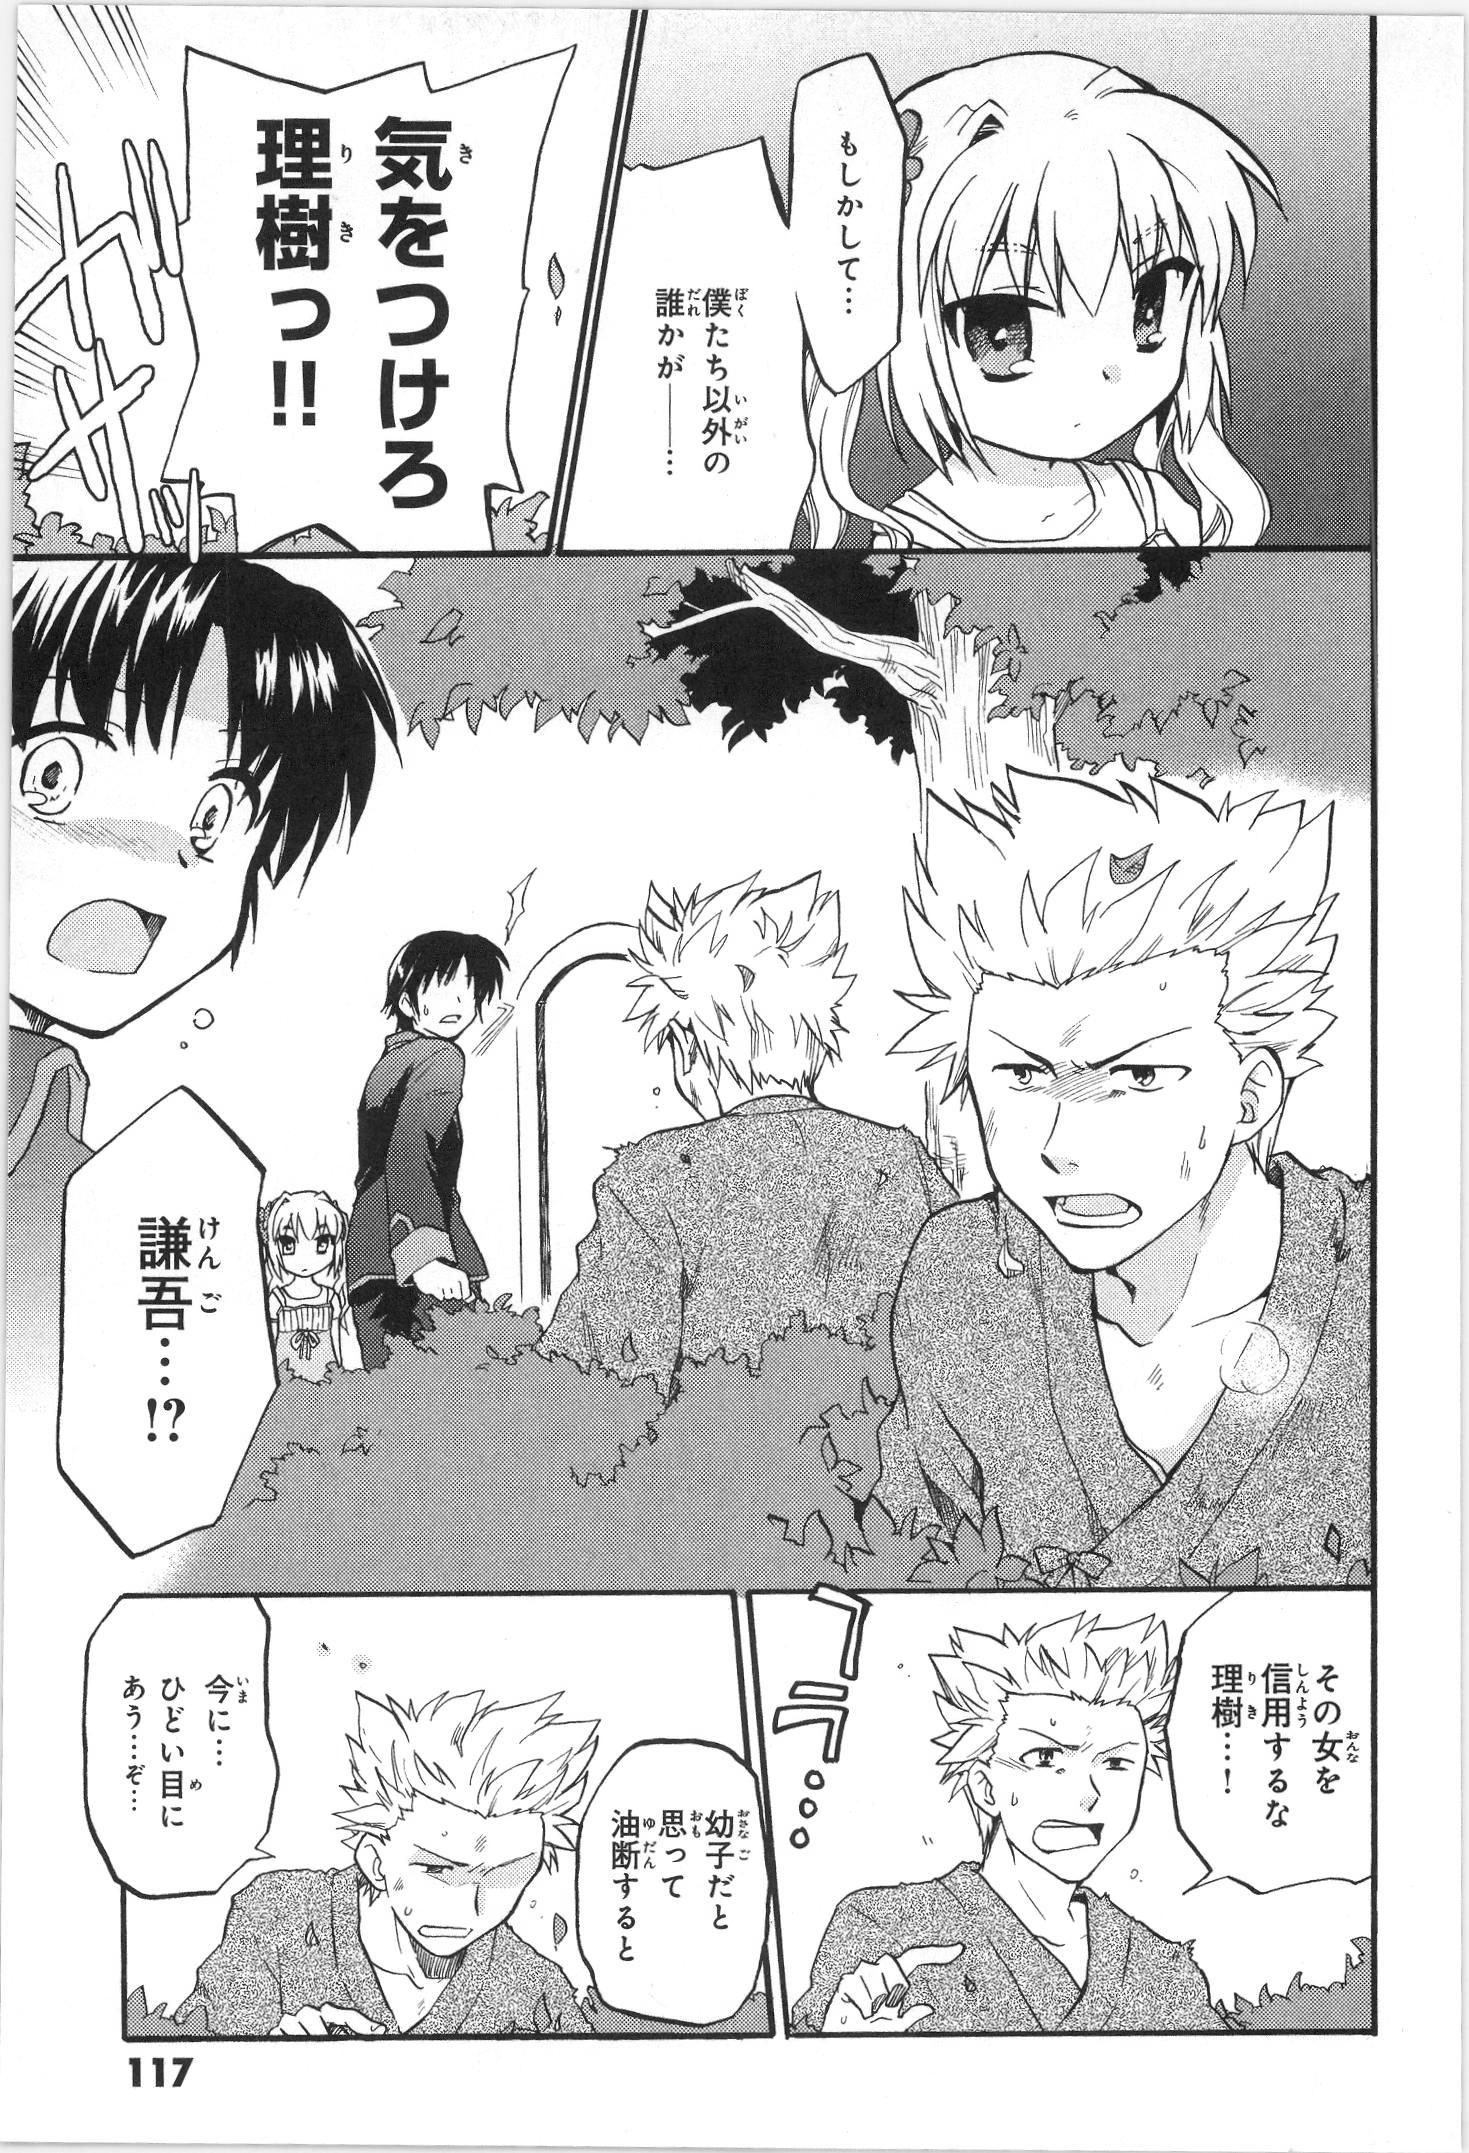 もしかして…
僕たち以外の
誰かが――……
気をつけろ
理樹っ!!
ガサガサ
謙吾…!?
その女を
信用するな
理樹…!
フラ。。
幼子だと
思って
油断すると
今に…
ひどい目に
あう…ぞ…
117